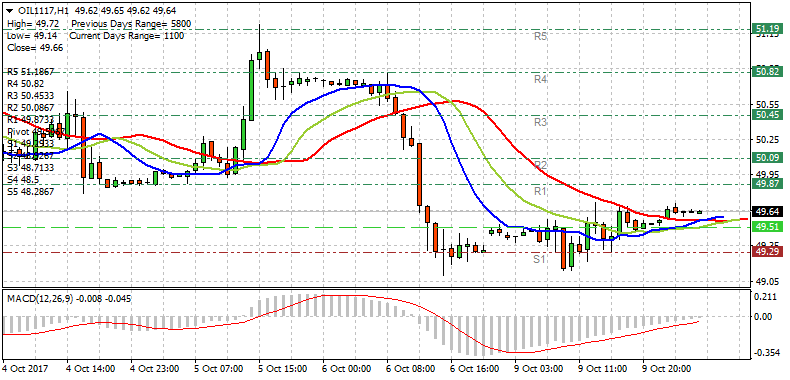 OIL1117,H1 49.62 49.65 49.62 49.64
High= 49.72 Previous Days Range= 5800
Low= 49.14 Current Days Range= 1100
Close= 49.66
R5 51.1867
R4 50.82
R3 50.4533
R2 50.0867
R1 49.8733
Pivot
S1
S3 48.7133
S4 48.5
S5 48.2867
R5
R4
R3
R2
R1
S1
51.19
50.82
50.55
50.45
50.25
50.09
49.95
49.87
49.64
49.51
49.29
49.05
MACD(12,26,9) -0.008 -0.045
0.211
0.00
-0.354
4 Oct 2017
4 Oct 14:00
4 Oct 23:00
5 Oct 07:00
5 Oct 15:00
6 Oct 00:00
6 Oct 08:00
6 Oct 16:00
9 Oct 03:00
9 Oct 11:00
9 Oct 20:00